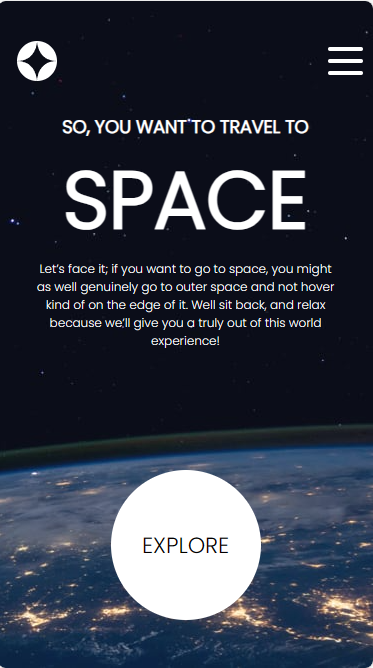 SO, YOU WANT TO TRAVEL TO
SPACE
Let's face it; if you want to go to space, you might
as well genuinely go to outer space and not hover
kind of on the edge of it. Well sit back, and relax
because we'll give you a truly out of this world
experience!
EXPLORE